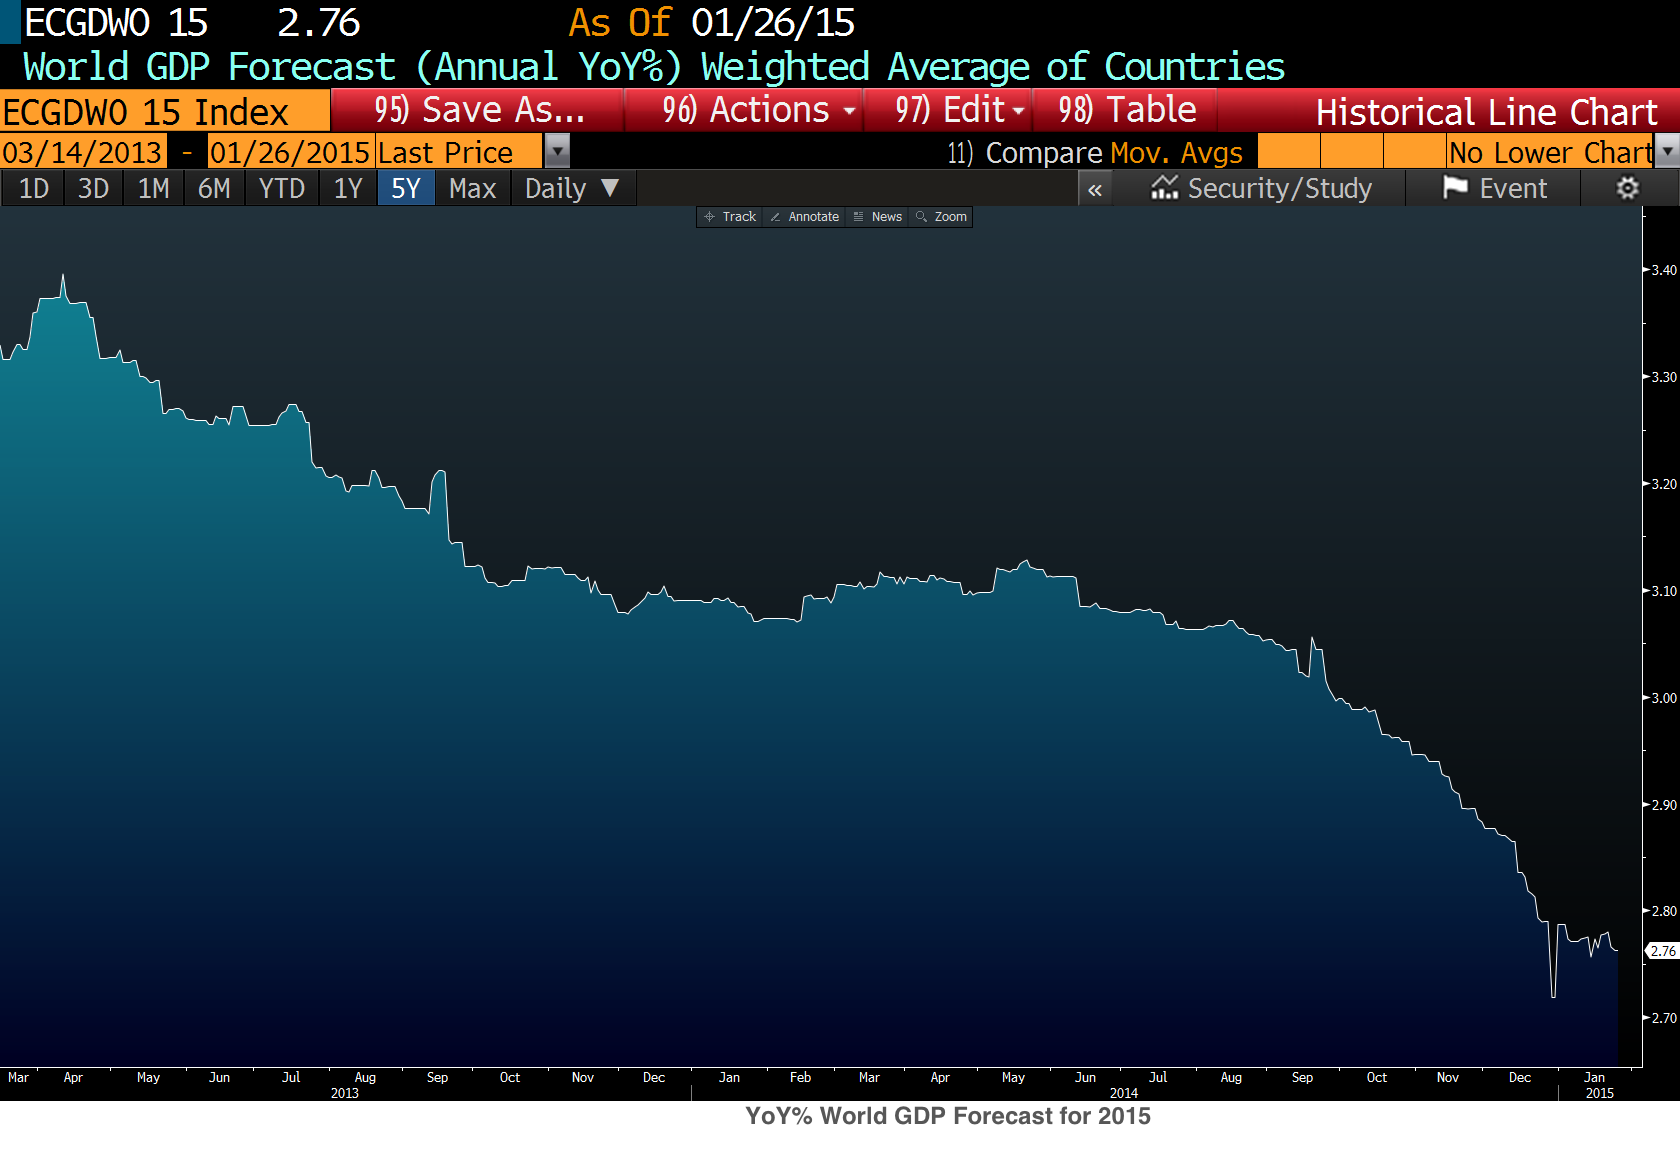 ECGDWO 15 2.76 As Of 01/26/15
World GDP Forecast (Annual YoY%) Weighted Average of Countries
ECGDWO 15 Index 95) Save As... 96) Actions 97) Edit 98) Table Historical Line Chart
03/14/2013 - 01/26/2015 Last Price 11) Compare Mov. Avgs No Lower Chart
1D 3D 1M 6M YTD 1Y 5Y Max Daily ▼ « Security/Study Event
Track Annotate News Zoom
3.40
3.30
3.20
3.10
3.00
2.90
2.80
2.76
2.70
Mar Apr May Jun Jul Aug Sep Oct Nov Dec Jan Feb Mar Apr May Jun Jul Aug Sep Oct Nov Dec Jan
2013 2014 2015
YoY% World GDP Forecast for 2015